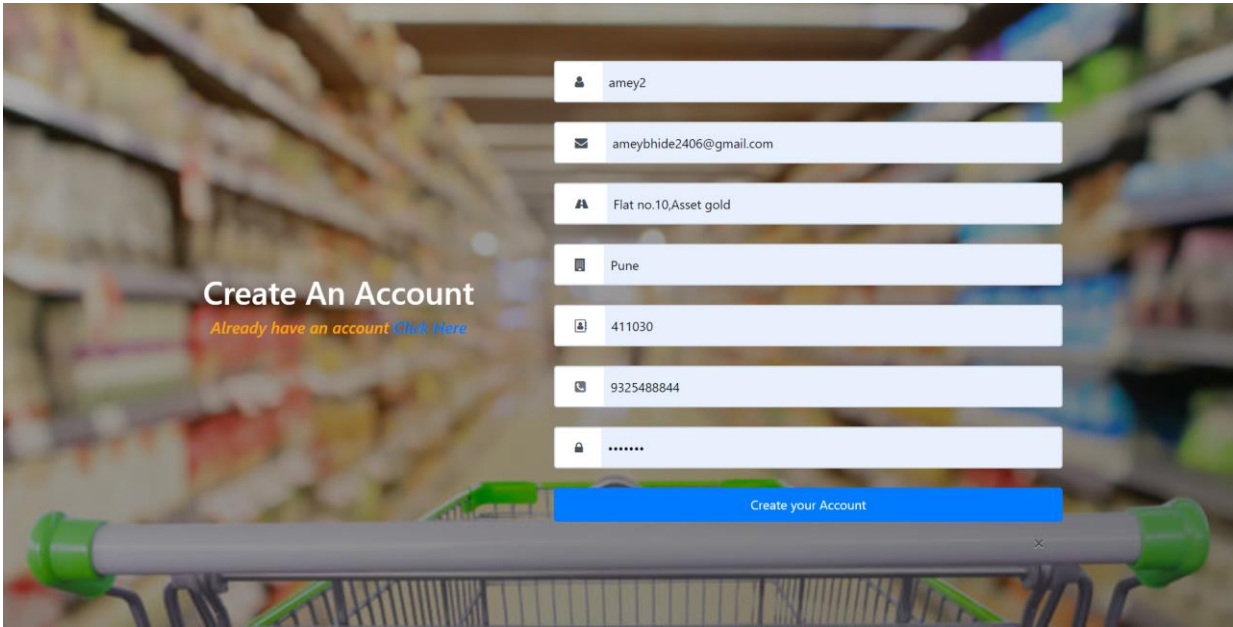 Create An Account
Already have an account Click Here
amey2
ameybhide2406@gmail.com
Flat no.10,Asset gold
Pune
411030
9325488844
•••••••
Create your Account
×